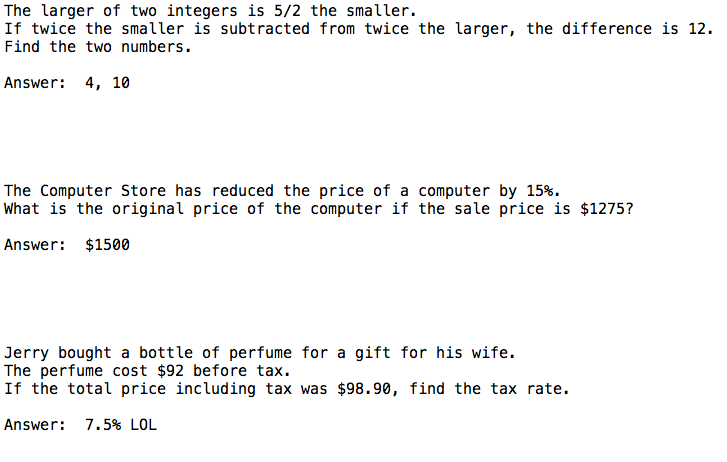 The larger of two integers is 5/2 the smaller.
If twice the smaller is subtracted from twice the larger, the difference is 12.
Find the two numbers.
Answer:  4, 10
The Computer Store has reduced the price of a computer by 15%.
What is the original price of the computer if the sale price is $1275?
Answer:  $1500
Jerry bought a bottle of perfume for a gift for his wife.
The perfume cost $92 before tax.
If the total price including tax was $98.90, find the tax rate.
Answer:  7.5% LOL